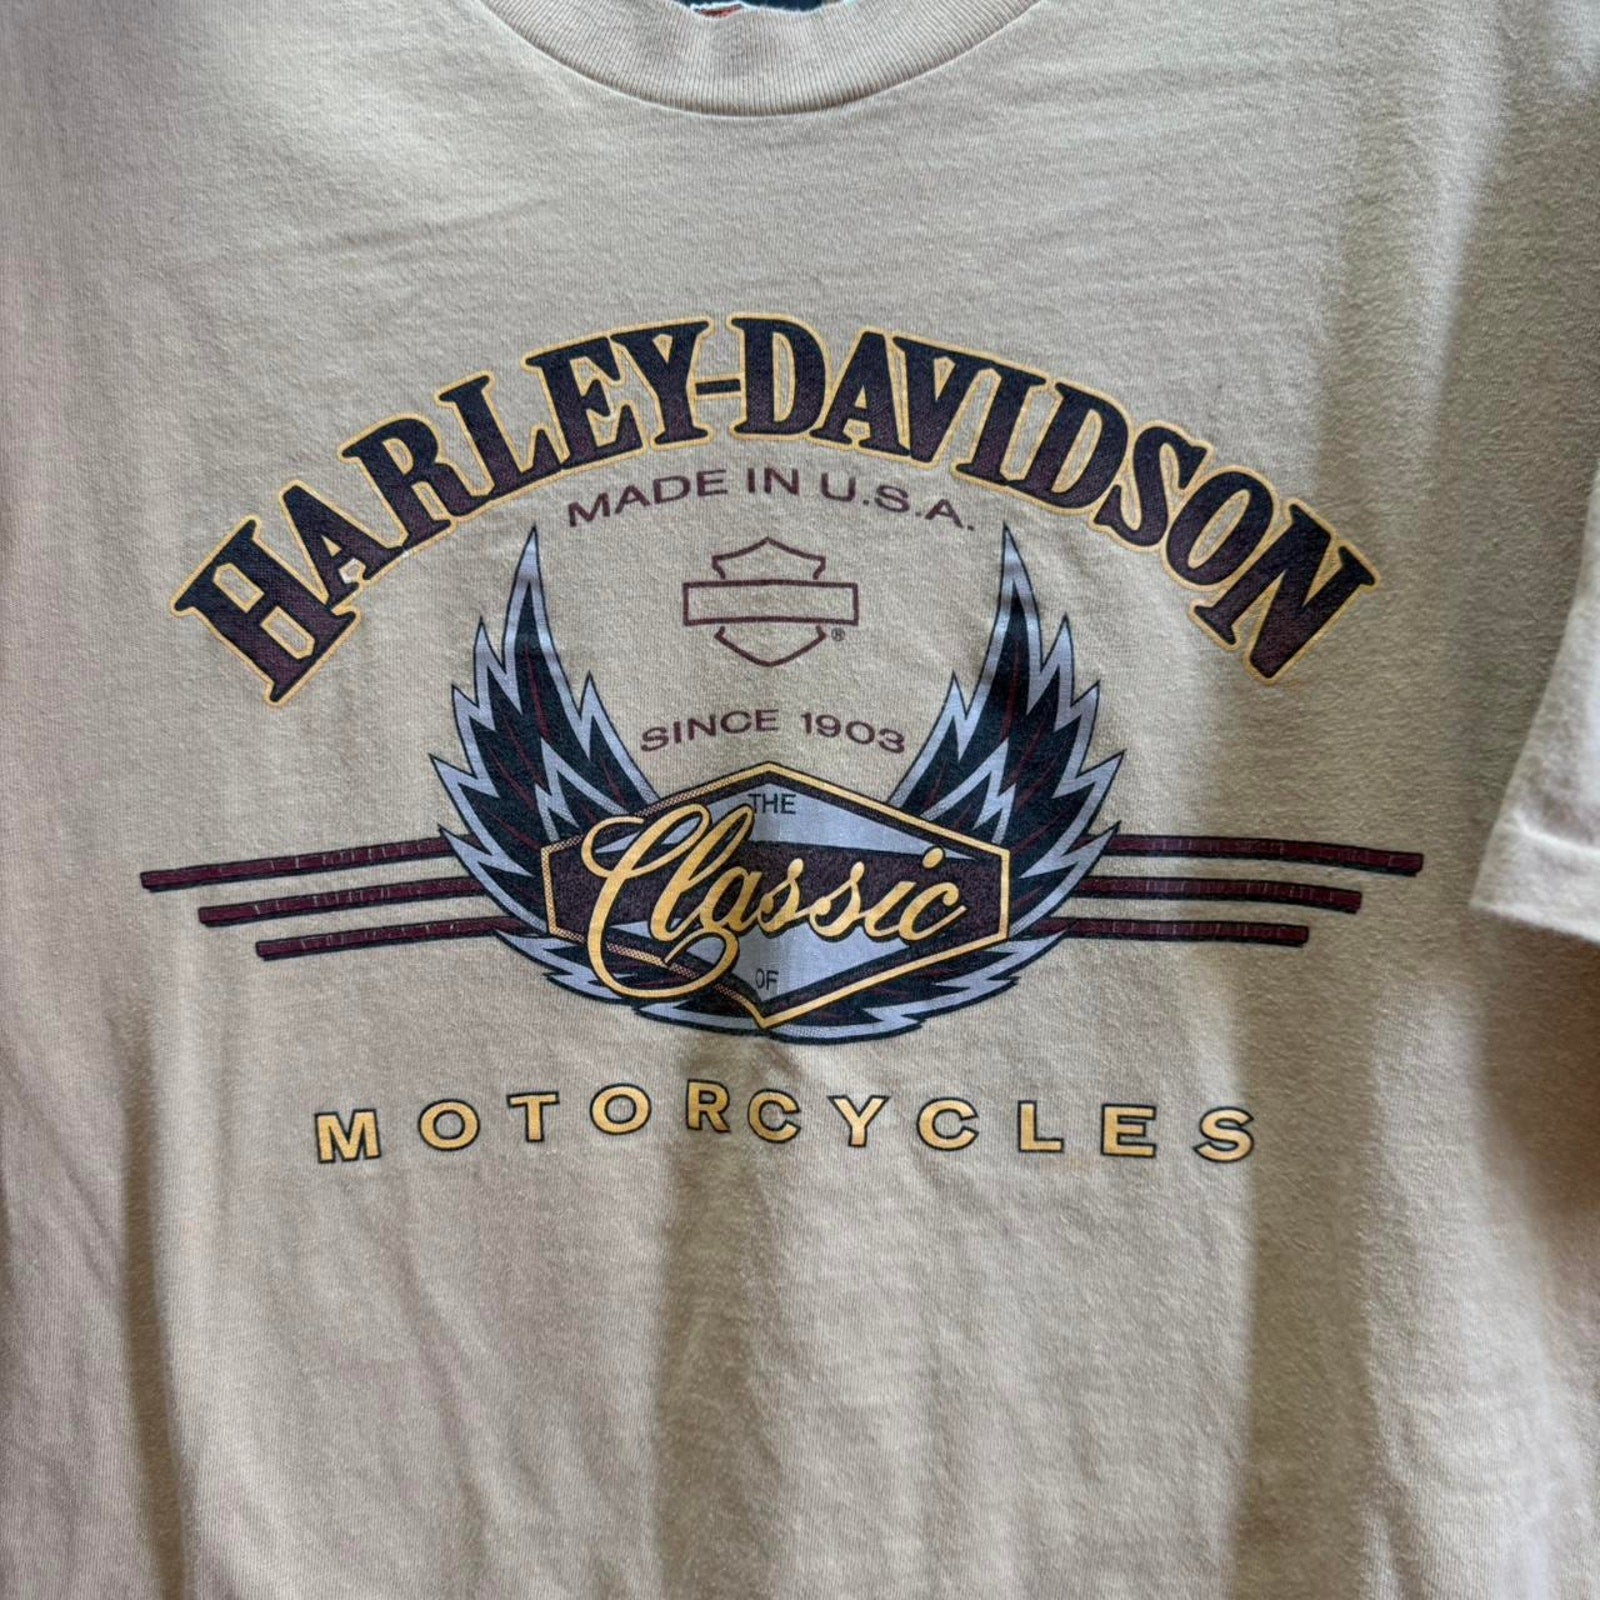 HARLEY-DAVIDSON
MADE IN U.S.A.
®
SINCE 1903
THE
Classic
OF
MOTORCYCLES